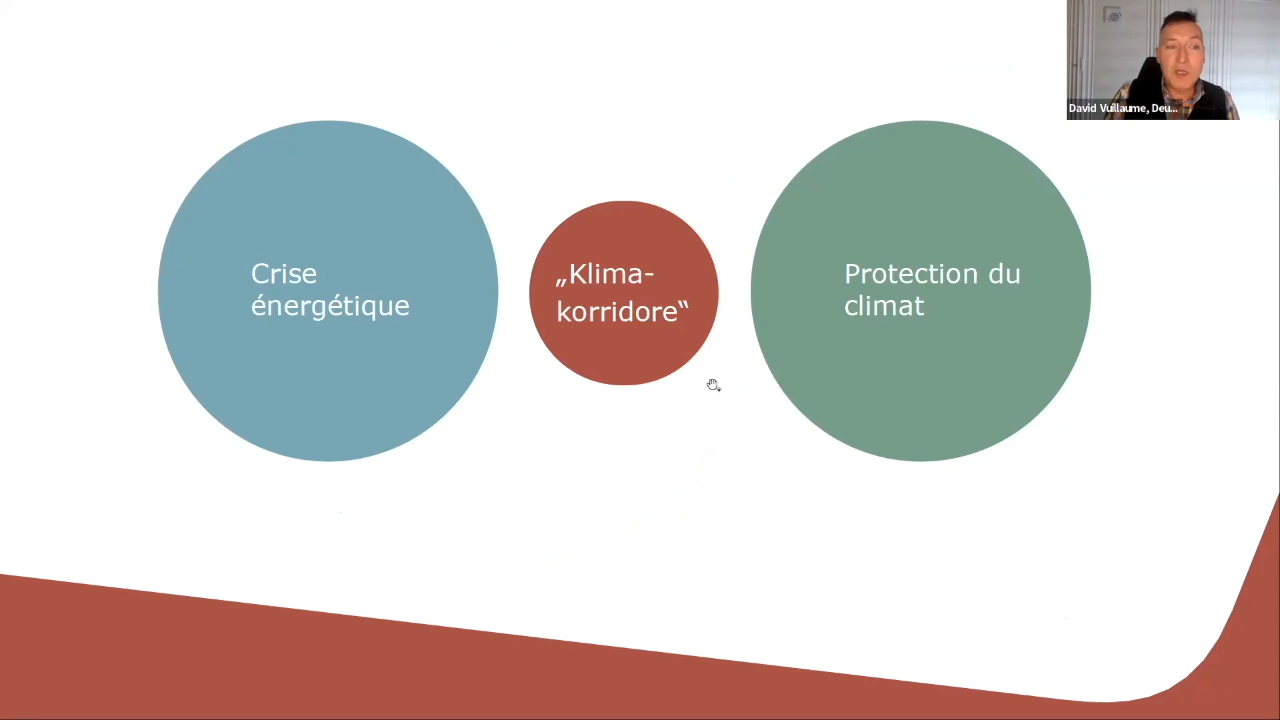 David Vuillaume, Deu...
Crise
énergétique
„Klima-
korridore“
Protection du
climat